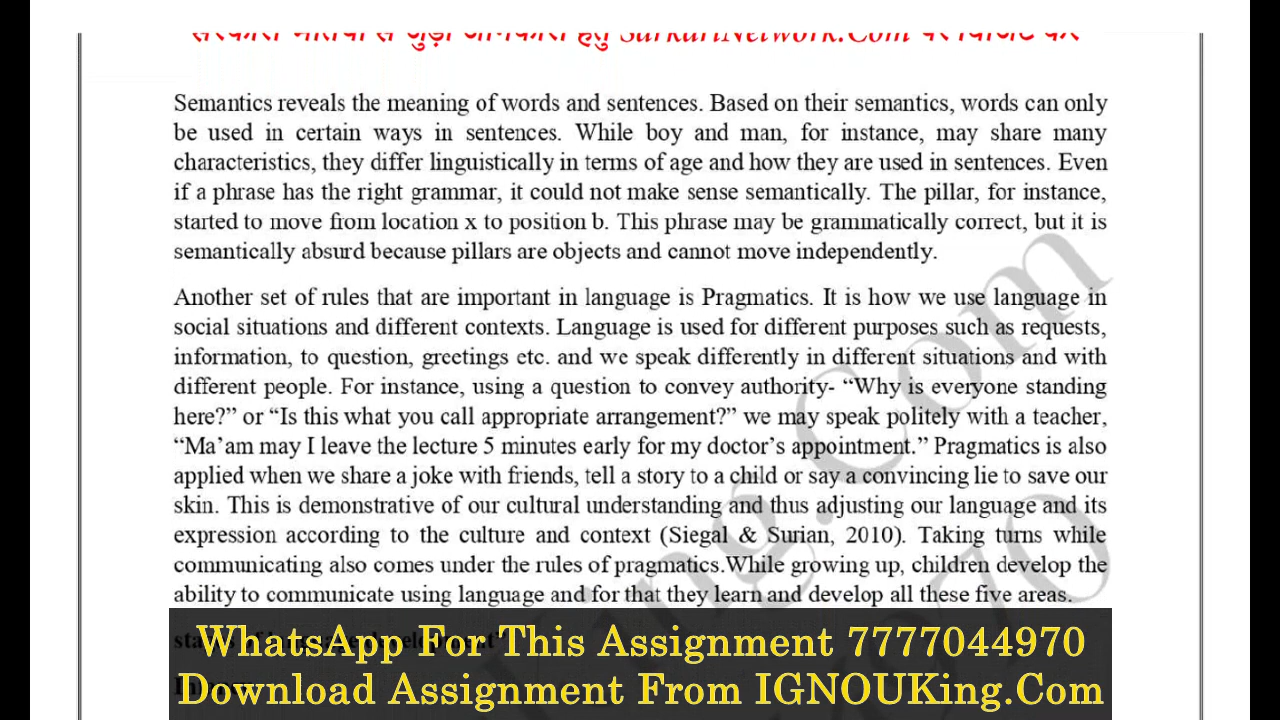 सरकारी भर्तियों से जुड़ी जानकारी हेतु SarkariNetwork.Com पर विजिट करें
Semantics reveals the meaning of words and sentences. Based on their semantics, words can only
be used in certain ways in sentences. While boy and man, for instance, may share many
characteristics, they differ linguistically in terms of age and how they are used in sentences. Even
if a phrase has the right grammar, it could not make sense semantically. The pillar, for instance,
started to move from location x to position b. This phrase may be grammatically correct, but it is
semantically absurd because pillars are objects and cannot move independently.
Another set of rules that are important in language is Pragmatics. It is how we use language in
social situations and different contexts. Language is used for different purposes such as requests,
information, to question, greetings etc. and we speak differently in different situations and with
different people. For instance, using a question to convey authority- “Why is everyone standing
here?” or “Is this what you call appropriate arrangement?” we may speak politely with a teacher,
“Ma’am may I leave the lecture 5 minutes early for my doctor’s appointment.” Pragmatics is also
applied when we share a joke with friends, tell a story to a child or say a convincing lie to save our
skin. This is demonstrative of our cultural understanding and thus adjusting our language and its
expression according to the culture and context (Siegal & Surian, 2010). Taking turns while
communicating also comes under the rules of pragmatics.While growing up, children develop the
ability to communicate using language and for that they learn and develop all these five areas.
WhatsApp For This Assignment 7777044970
Download Assignment From IGNOUKing.Com